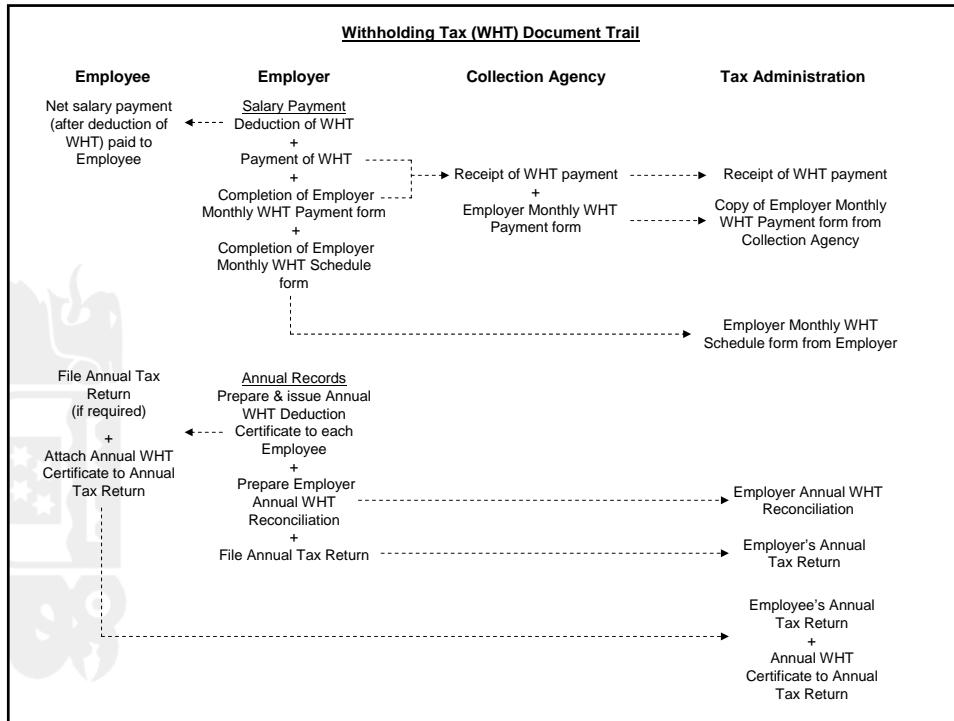 Withholding Tax (WHT) Document Trail
Employee
Employer
Collection Agency
Tax Administration
Net salary payment
(after deduction of
WHT) paid to
Employee
Salary Payment
Deduction of WHT
+
Payment of WHT
+
Completion of Employer
Monthly WHT Payment form
+
Completion of Employer
Monthly WHT Schedule
form
Receipt of WHT payment
+
Employer Monthly WHT
Payment form
Receipt of WHT payment
Copy of Employer Monthly
WHT Payment form from
Collection Agency
Employer Monthly WHT
Schedule form from Employer
File Annual Tax
Return
(if required)
+
Attach Annual WHT
Certificate to Annual
Tax Return
Annual Records
Prepare & issue Annual
WHT Deduction
Certificate to each
Employee
+
Prepare Employer
Annual WHT
Reconciliation
+
File Annual Tax Return
Employer Annual WHT
Reconciliation
Employer's Annual
Tax Return
Employee's Annual
Tax Return
+
Annual WHT
Certificate to Annual
Tax Return